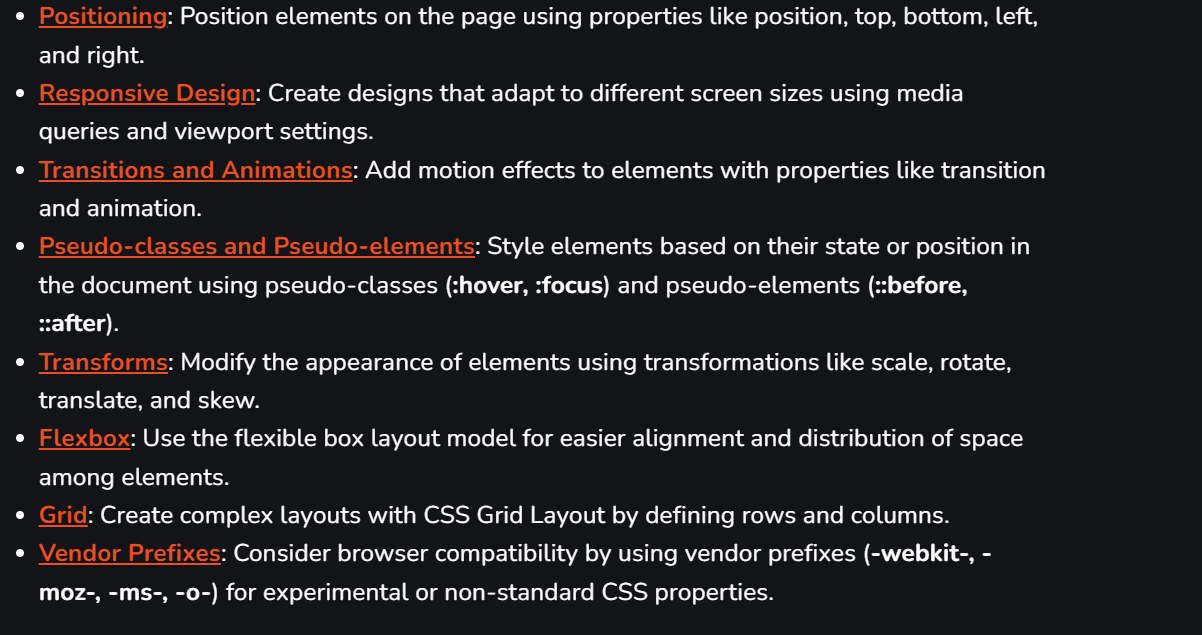 • Positioning: Position elements on the page using properties like position, top, bottom, left,
and right.
• Responsive Design: Create designs that adapt to different screen sizes using media
queries and viewport settings.
• Transitions and Animations: Add motion effects to elements with properties like transition
and animation.
• Pseudo-classes and Pseudo-elements: Style elements based on their state or position in
the document using pseudo-classes (:hover, :focus) and pseudo-elements (::before,
::after).
• Transforms: Modify the appearance of elements using transformations like scale, rotate,
translate, and skew.
• Flexbox: Use the flexible box layout model for easier alignment and distribution of space
among elements.
• Grid: Create complex layouts with CSS Grid Layout by defining rows and columns.
• Vendor Prefixes: Consider browser compatibility by using vendor prefixes (-webkit-, -
moz-, -ms-, -o-) for experimental or non-standard CSS properties.